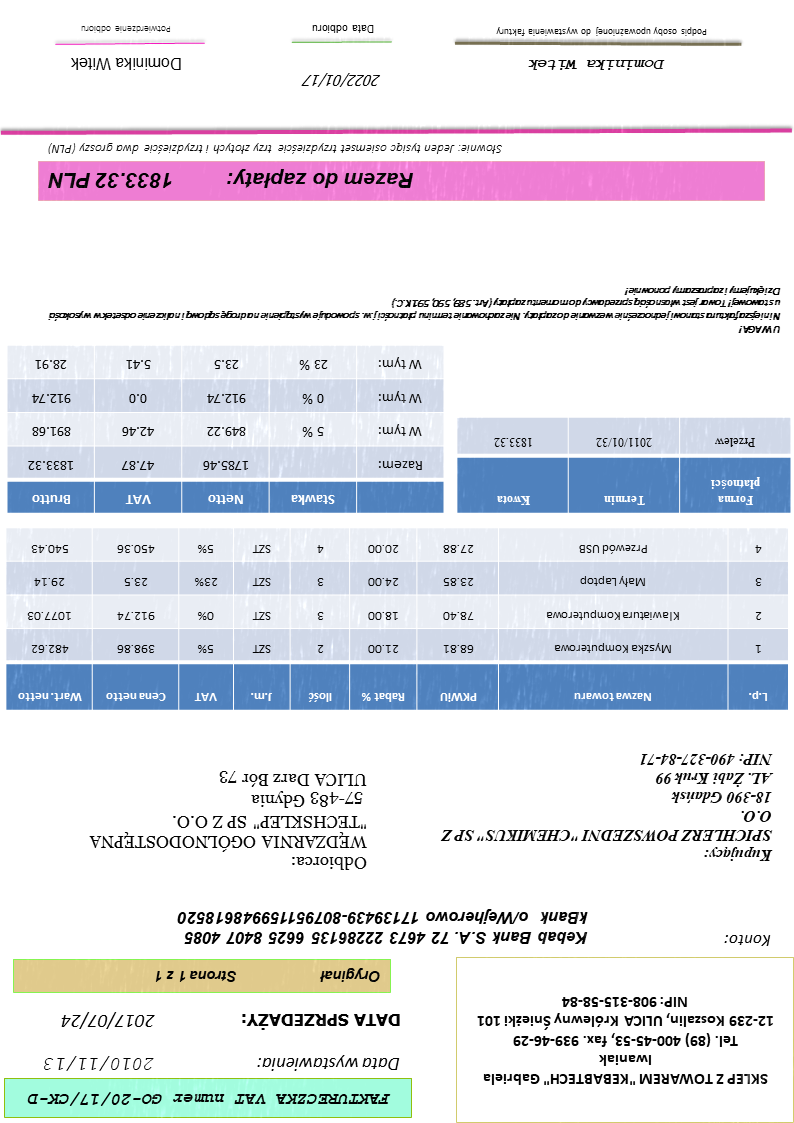 SKLEP Z TOWAREM "KEBABTECH" Gabriela
Iwaniak
Tel. (89) 400-45-53, fax. 939-46-29
12-239 Koszalin, ULICA Królewny Śnieżki 101
NIP: 908-315-58-84
FAKTURECZKA VAT numer GO-20/17/CK-D
Data wystawienia: 2010/11/13
DATA SPRZEDAŻY: 2017/07/24
Oryginał Strona 1 z 1
Konto: Kebab Bank S.A. 72 4673 22286135 6625 8407 4085
kBank o/Wejherowo 17139439-807951159948618520
Kupujący:
SPICHLERZ POWSZEDNI "CHEMIKUS" SP Z
O.O.
18-390 Gdańsk
AL. Żabi Kruk 99
NIP: 490-327-84-71
Odbiorca:
WĘDZARNIA OGÓLNODOSTĘPNA
"TECHSKLEP" SP Z O.O.
57-483 Gdynia
ULICA Darz Bór 73
L.p. Nazwa towaru PKWiU Rabat % Ilość J.m. VAT Cena netto Wart. netto
1 Myszka Komputerowa 68.81 21.00 2 SZT 5% 398.86 482.62
2 Klawiatura Komputerowa 78.40 18.00 3 SZT 0% 912.74 1077.03
3 Mały Laptop 23.85 24.00 3 SZT 23% 23.5 29.14
4 Przewód USB 27.88 20.00 4 SZT 5% 450.36 540.43
Forma płatności Termin Kwota
Przelew 2011/01/32 1833.32
Stawka Netto VAT Brutto
Razem: 1785.46 47.87 1833.32
W tym: 5 % 849.22 42.46 891.68
W tym: 0 % 912.74 0.0 912.74
W tym: 23 % 23.5 5.41 28.91
UWAGA!
Niniejsza faktura stanowi jednocześnie wezwanie do zapłaty. Nie zachowanie terminu płatności j.w. spowoduje wystąpienie na drogę sądową i naliczenie odsetek w wysokości
ustawowej! Towar jest własnością sprzedawcy do momentu zapłaty (Art. 589, 590, 591 K.C.).
Dziękujemy i zapraszamy ponownie!
Razem do zapłaty: 1833.32 PLN
Słownie: Jeden tysiąc osiemset trzydzieście trzy złotych i trzydzieście dwa groszy (PLN)
Dominika Witek
Podpis osoby upoważnionej do wystawienia faktury
2022/01/17
Data odbioru
Dominika Witek
Potwierdzenie odbioru